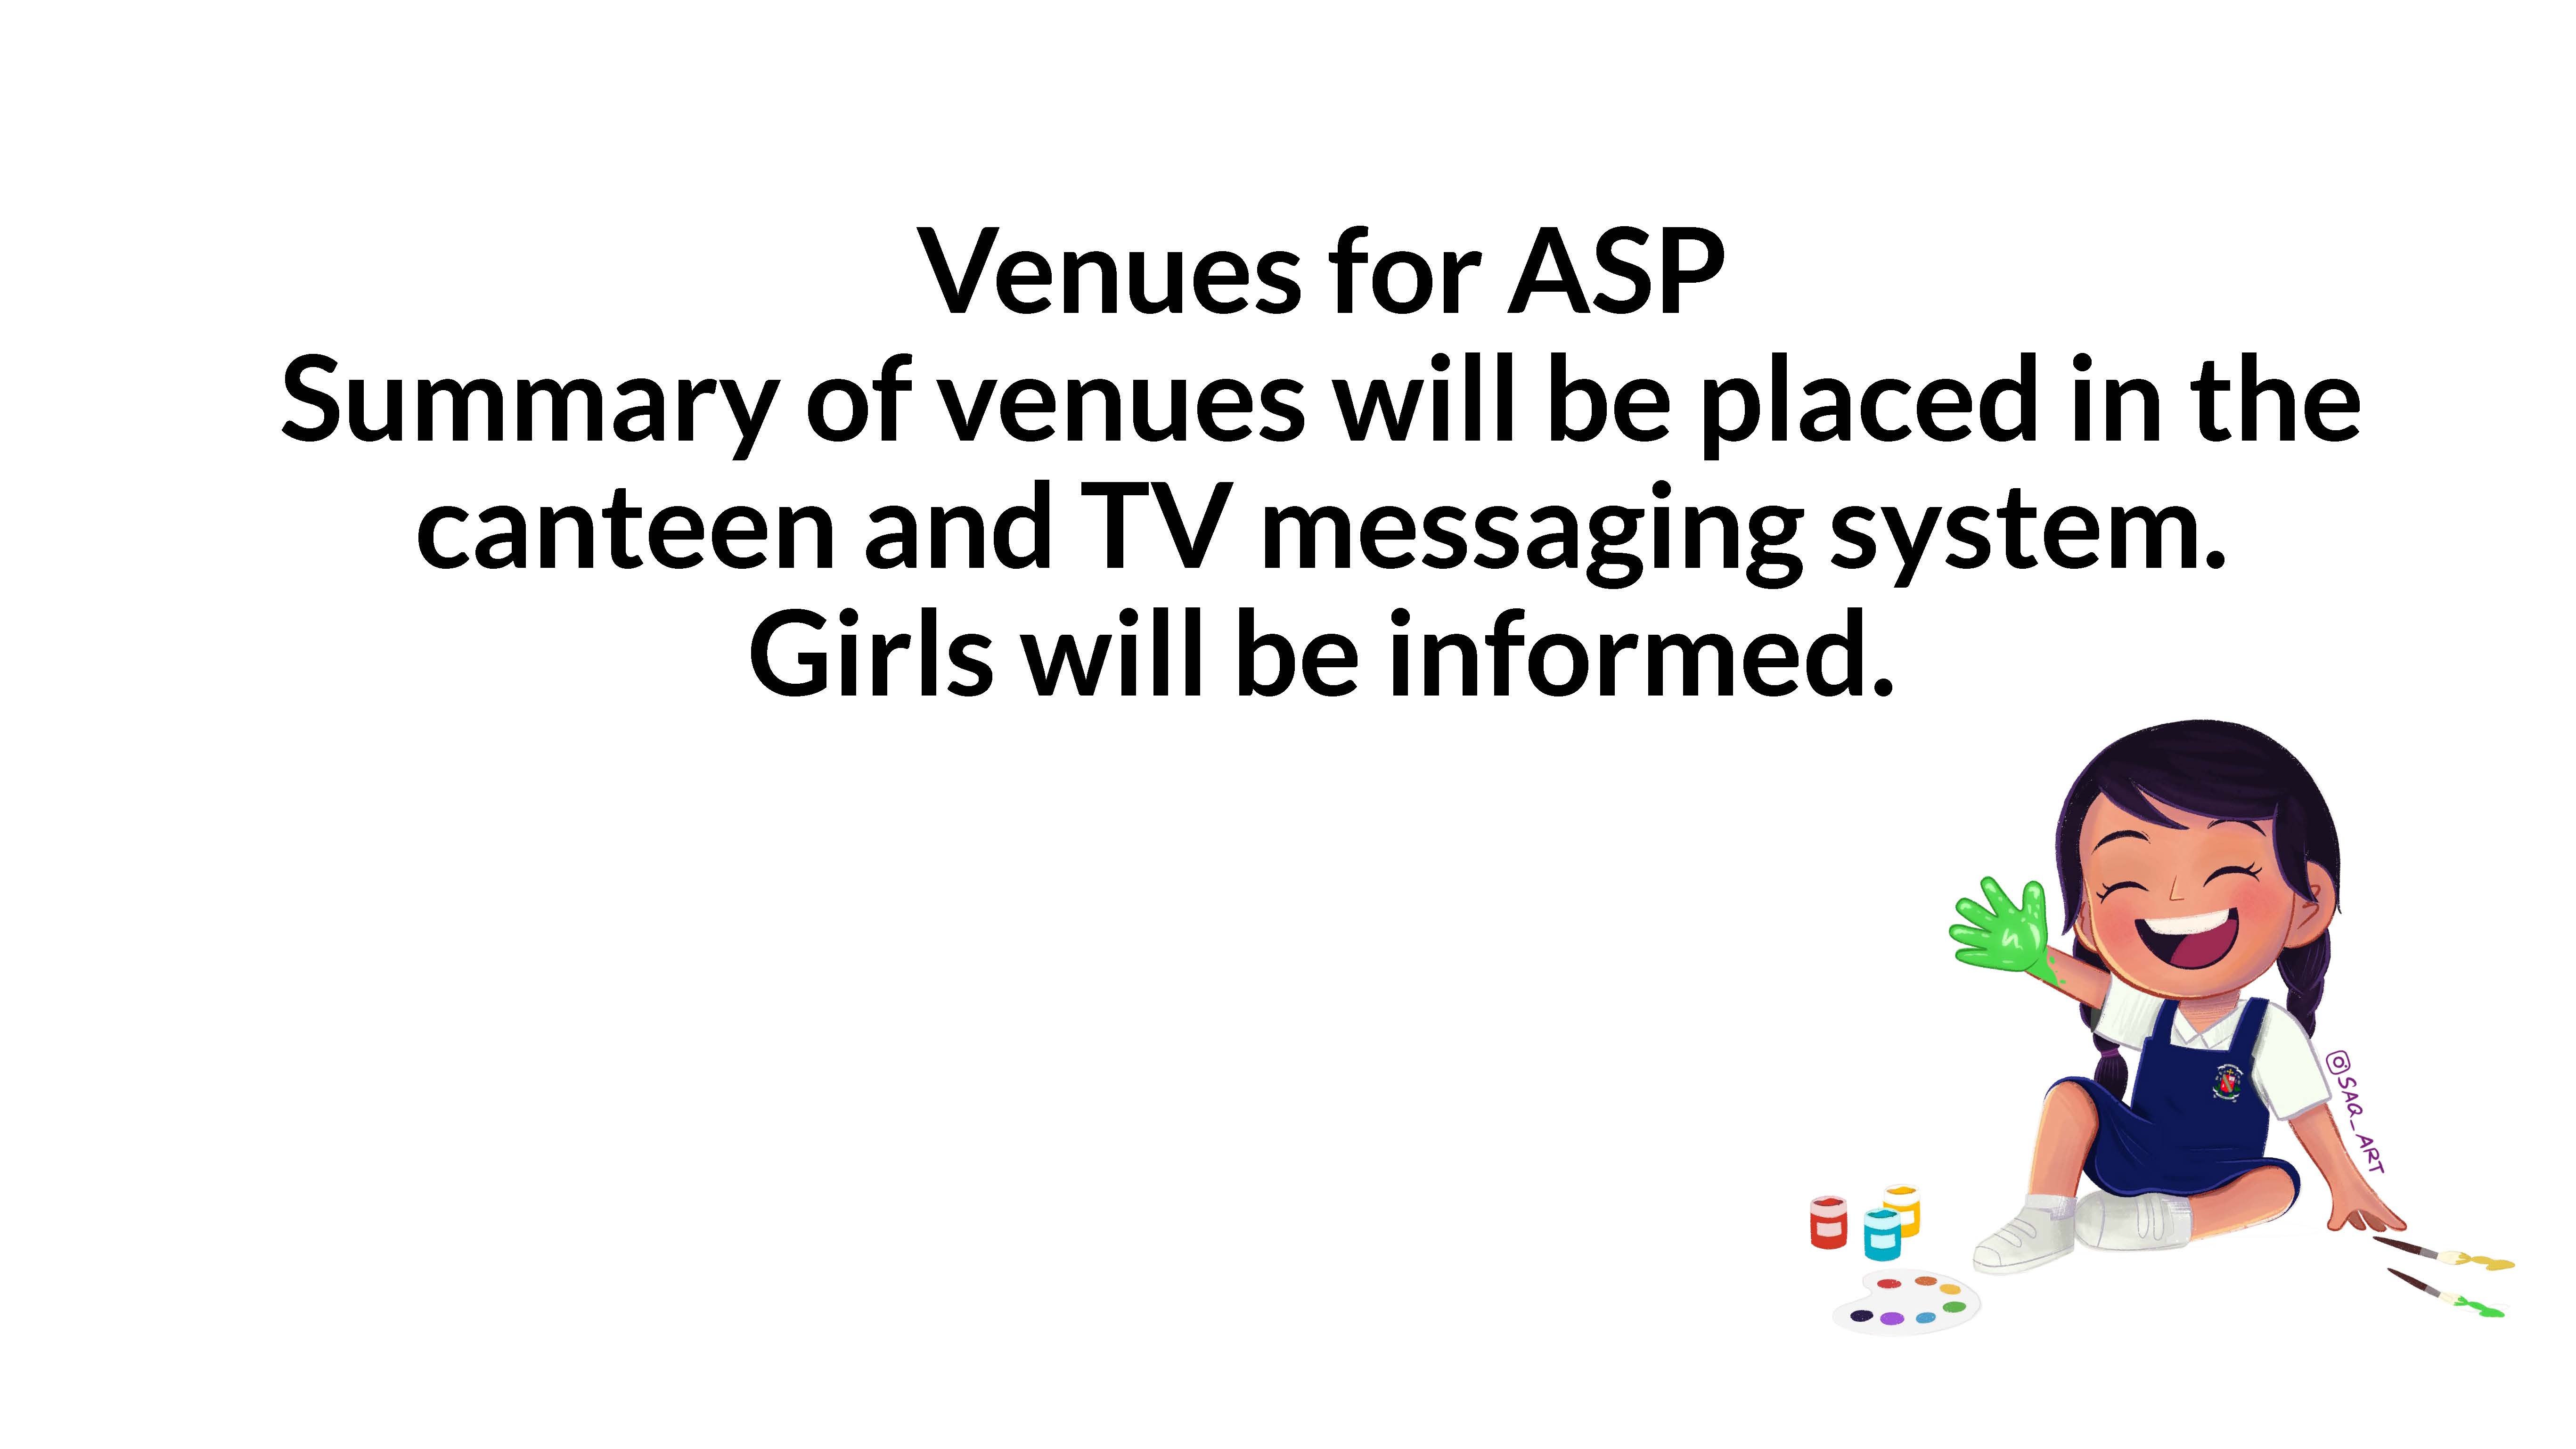 Venues for ASP
Summary of venues will be placed in the
canteen and TV messaging system.
Girls will be informed.
SAQ_ART